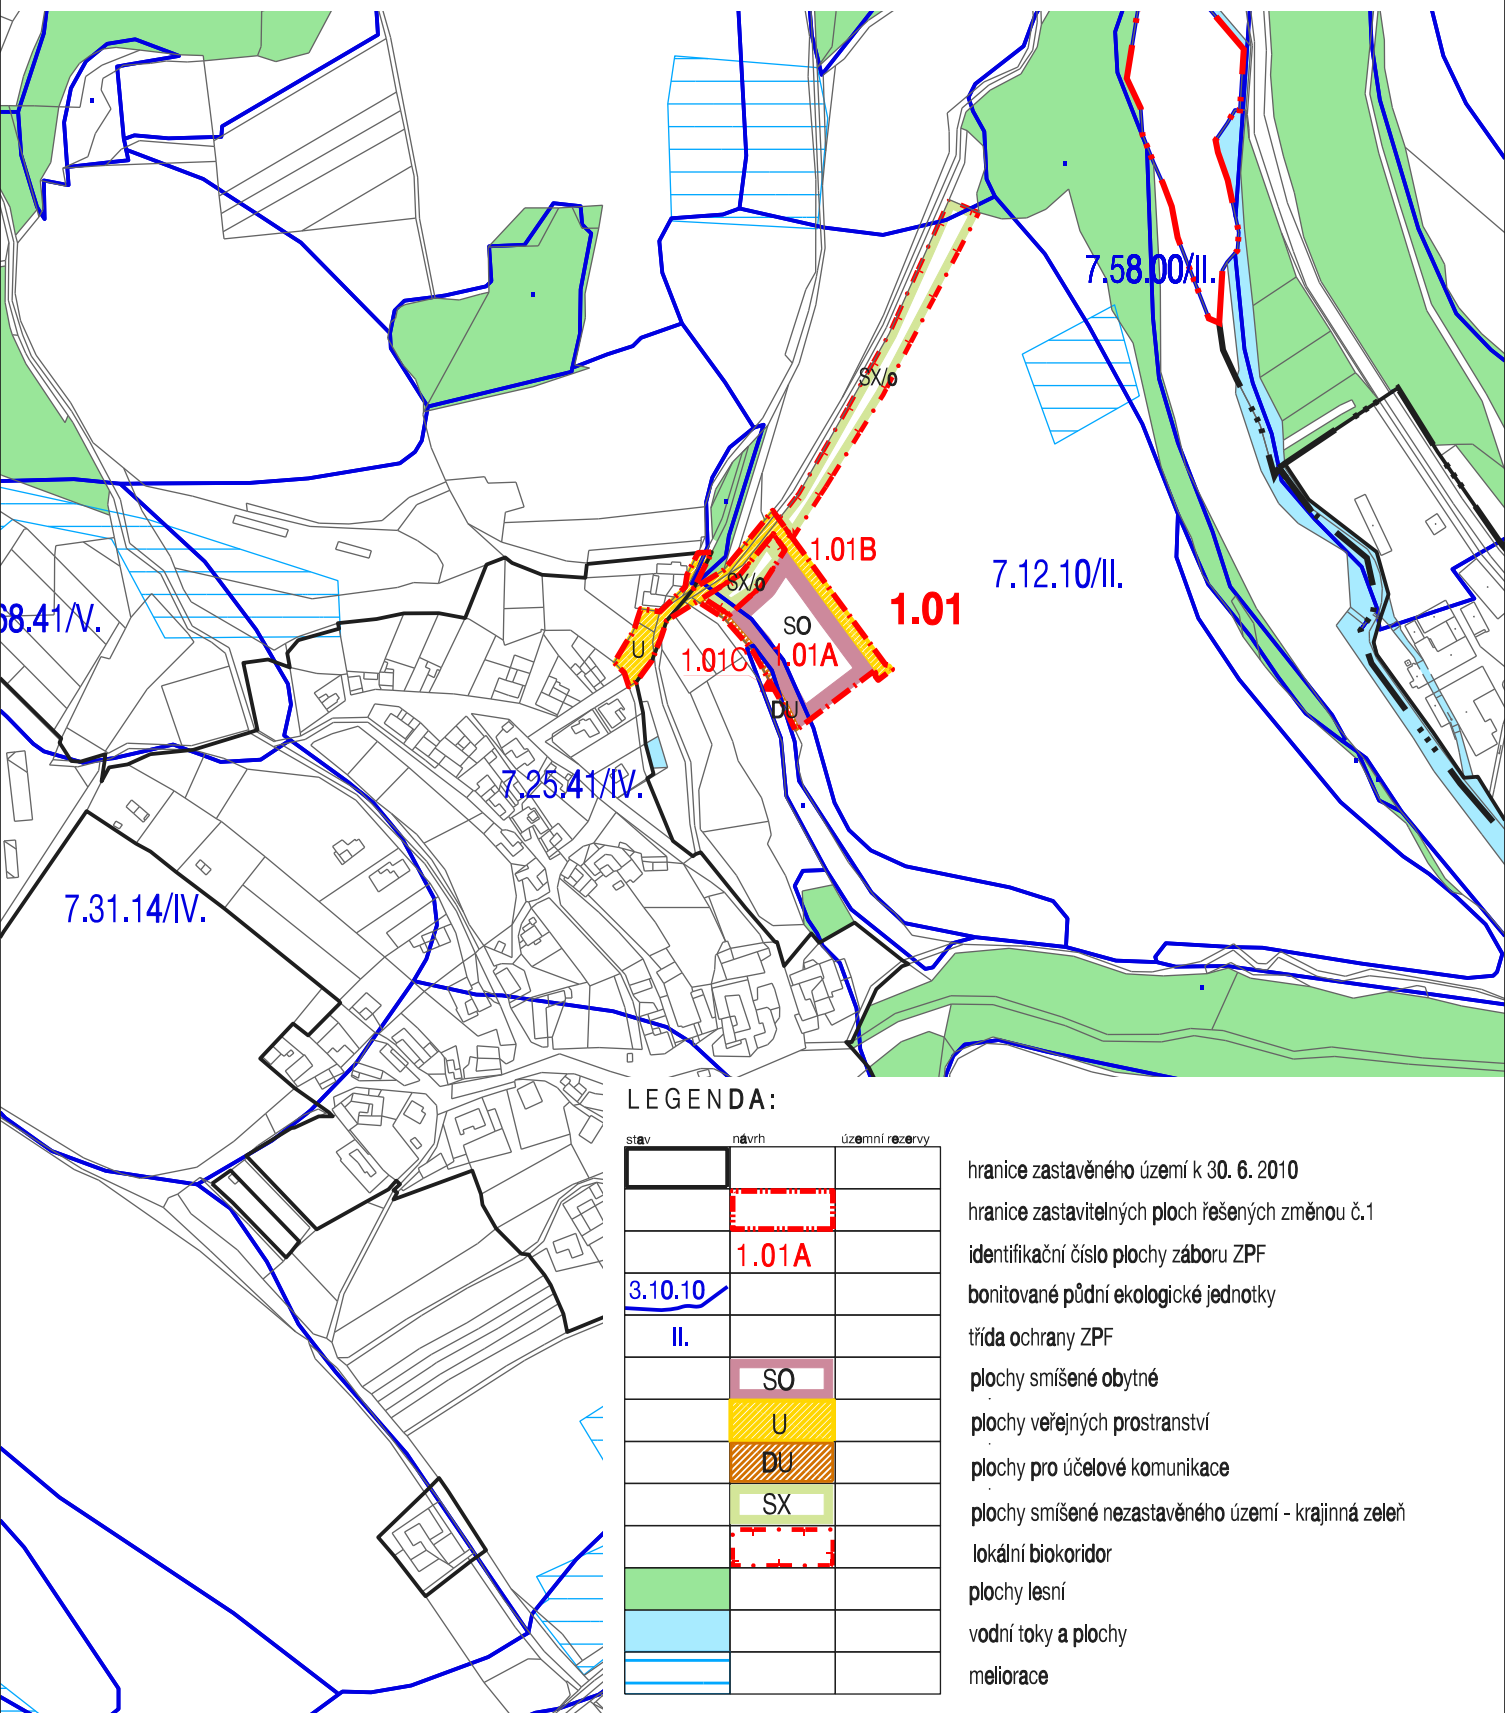 7.58.00/II.
SX/o
1.01B
7.12.10/II.
SX/o
1.01
68.41/V.
SO
U
1.01C
1.01A
DU
7.25.41/IV.
7.31.14/IV.
LEGENDA:
stav návrh územní rezervy
hranice zastavěného území k 30. 6. 2010
hranice zastavitelných ploch řešených změnou č.1
1.01A identifikační číslo plochy záboru ZPF
3.10.10 bonitované půdní ekologické jednotky
II. třída ochrany ZPF
SO plochy smíšené obytné
U plochy veřejných prostranství
DU plochy pro účelové komunikace
SX plochy smíšené nezastavěného území - krajinná zeleň
lokální biokoridor
plochy lesní
vodní toky a plochy
meliorace